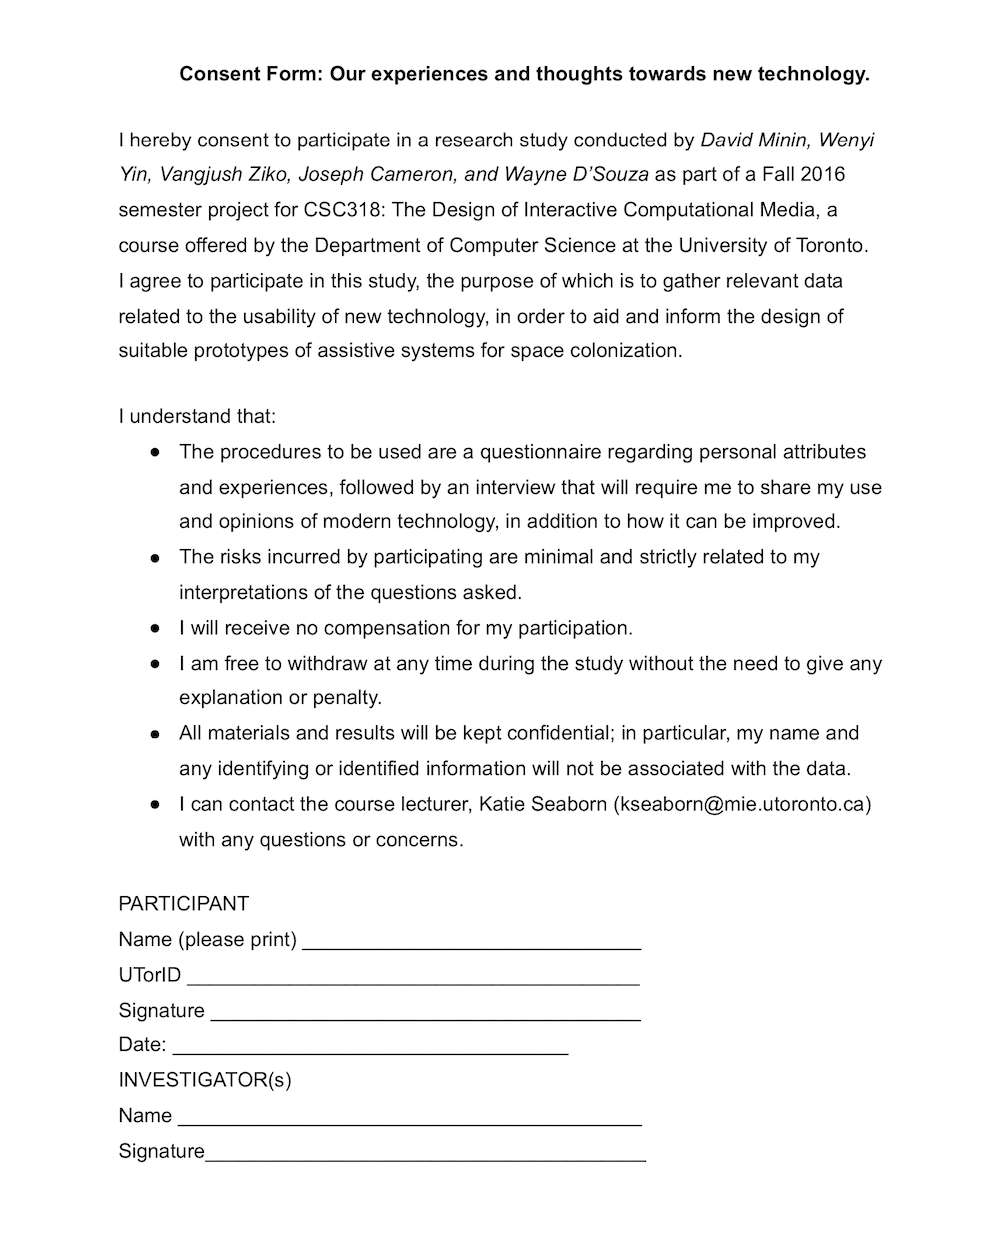 Consent Form: Our experiences and thoughts towards new technology.
I hereby consent to participate in a research study conducted by David Minin, Wenyi
Yin, Vangjush Ziko, Joseph Cameron, and Wayne D’Souza as part of a Fall 2016
semester project for CSC318: The Design of Interactive Computational Media, a
course offered by the Department of Computer Science at the University of Toronto.
I agree to participate in this study, the purpose of which is to gather relevant data
related to the usability of new technology, in order to aid and inform the design of
suitable prototypes of assistive systems for space colonization.
I understand that:
● The procedures to be used are a questionnaire regarding personal attributes
and experiences, followed by an interview that will require me to share my use
and opinions of modern technology, in addition to how it can be improved.
● The risks incurred by participating are minimal and strictly related to my
interpretations of the questions asked.
● I will receive no compensation for my participation.
● I am free to withdraw at any time during the study without the need to give any
explanation or penalty.
● All materials and results will be kept confidential; in particular, my name and
any identifying or identified information will not be associated with the data.
● I can contact the course lecturer, Katie Seaborn (kseaborn@mie.utoronto.ca)
with any questions or concerns.
PARTICIPANT
Name (please print) ______________________________
UTorID ________________________________________
Signature ______________________________________
Date: ___________________________________
INVESTIGATOR(s)
Name _________________________________________
Signature_______________________________________